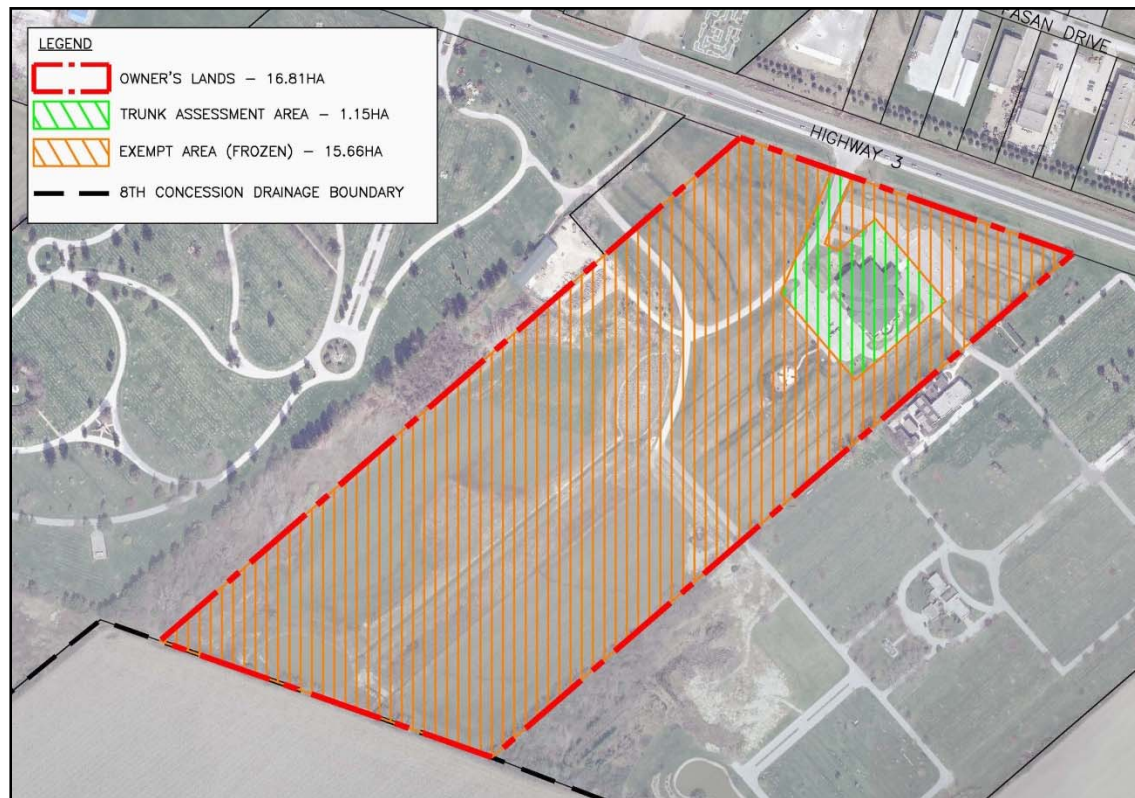 LEGEND
OWNER'S LANDS – 16.81HA
TRUNK ASSESSMENT AREA – 1.15HA
EXEMPT AREA (FROZEN) – 15.66HA
8TH CONCESSION DRAINAGE BOUNDARY
FASAN DRIVE
HIGHWAY 3